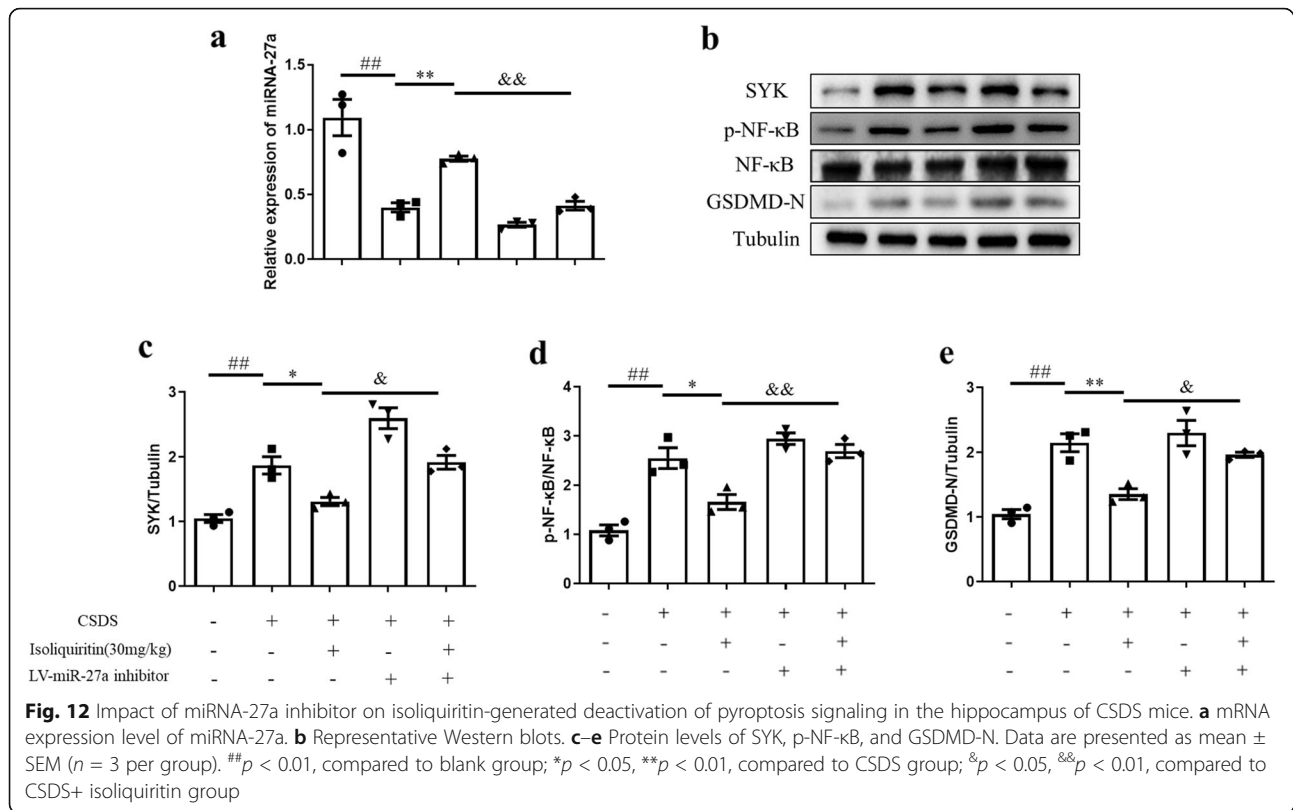 a
b
Relative expression of miRNA-27a
1.5
1.0
0.5
0.0
## ** &&
SYK
p-NF-κB
NF-κB
GSDMD-N
Tubulin
c
d
e
SYK/Tubulin
3
2
1
0
## * &
p-NF-κB/NF-κB
4
3
2
1
0
## * &&
GSDMD-N/Tubulin
3
2
1
0
## ** &
CSDS - + + + + - + + + + - + + + +
Isoliquiritin(30mg/kg) - - + - + - - + - + - - + - +
LV-miR-27a inhibitor - - - + + - - - + + - - - + +
Fig. 12 Impact of miRNA-27a inhibitor on isoliquiritin-generated deactivation of pyroptosis signaling in the hippocampus of CSDS mice. a mRNA
expression level of miRNA-27a. b Representative Western blots. c–e Protein levels of SYK, p-NF-κB, and GSDMD-N. Data are presented as mean ±
SEM (n = 3 per group). ##p < 0.01, compared to blank group; *p < 0.05, **p < 0.01, compared to CSDS group; &p < 0.05, &&p < 0.01, compared to
CSDS+ isoliquiritin group